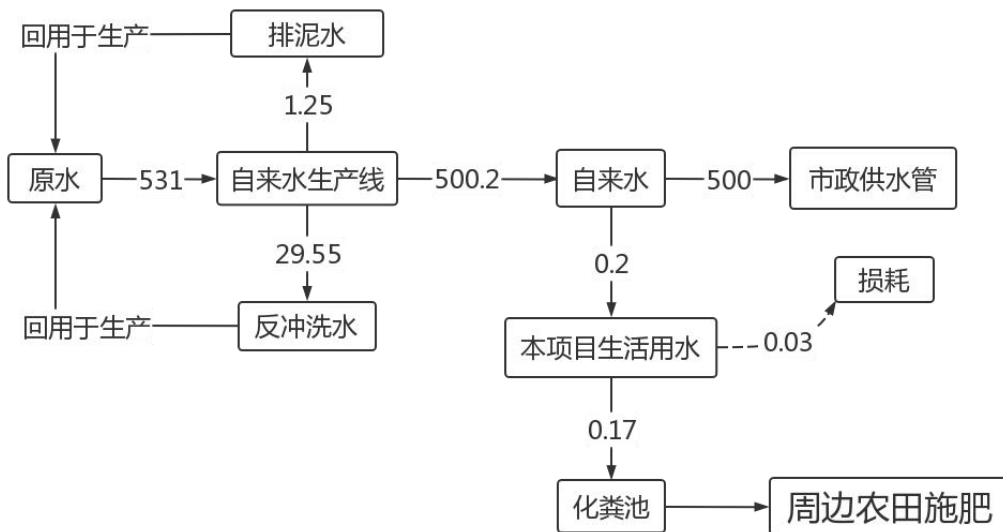 回用于生产
排泥水
1.25
原水
531
自来水生产线
500.2
自来水
500
市政供水管
29.55
0.2
损耗
回用于生产
反冲洗水
本项目生活用水
0.03
0.17
化粪池
周边农田施肥